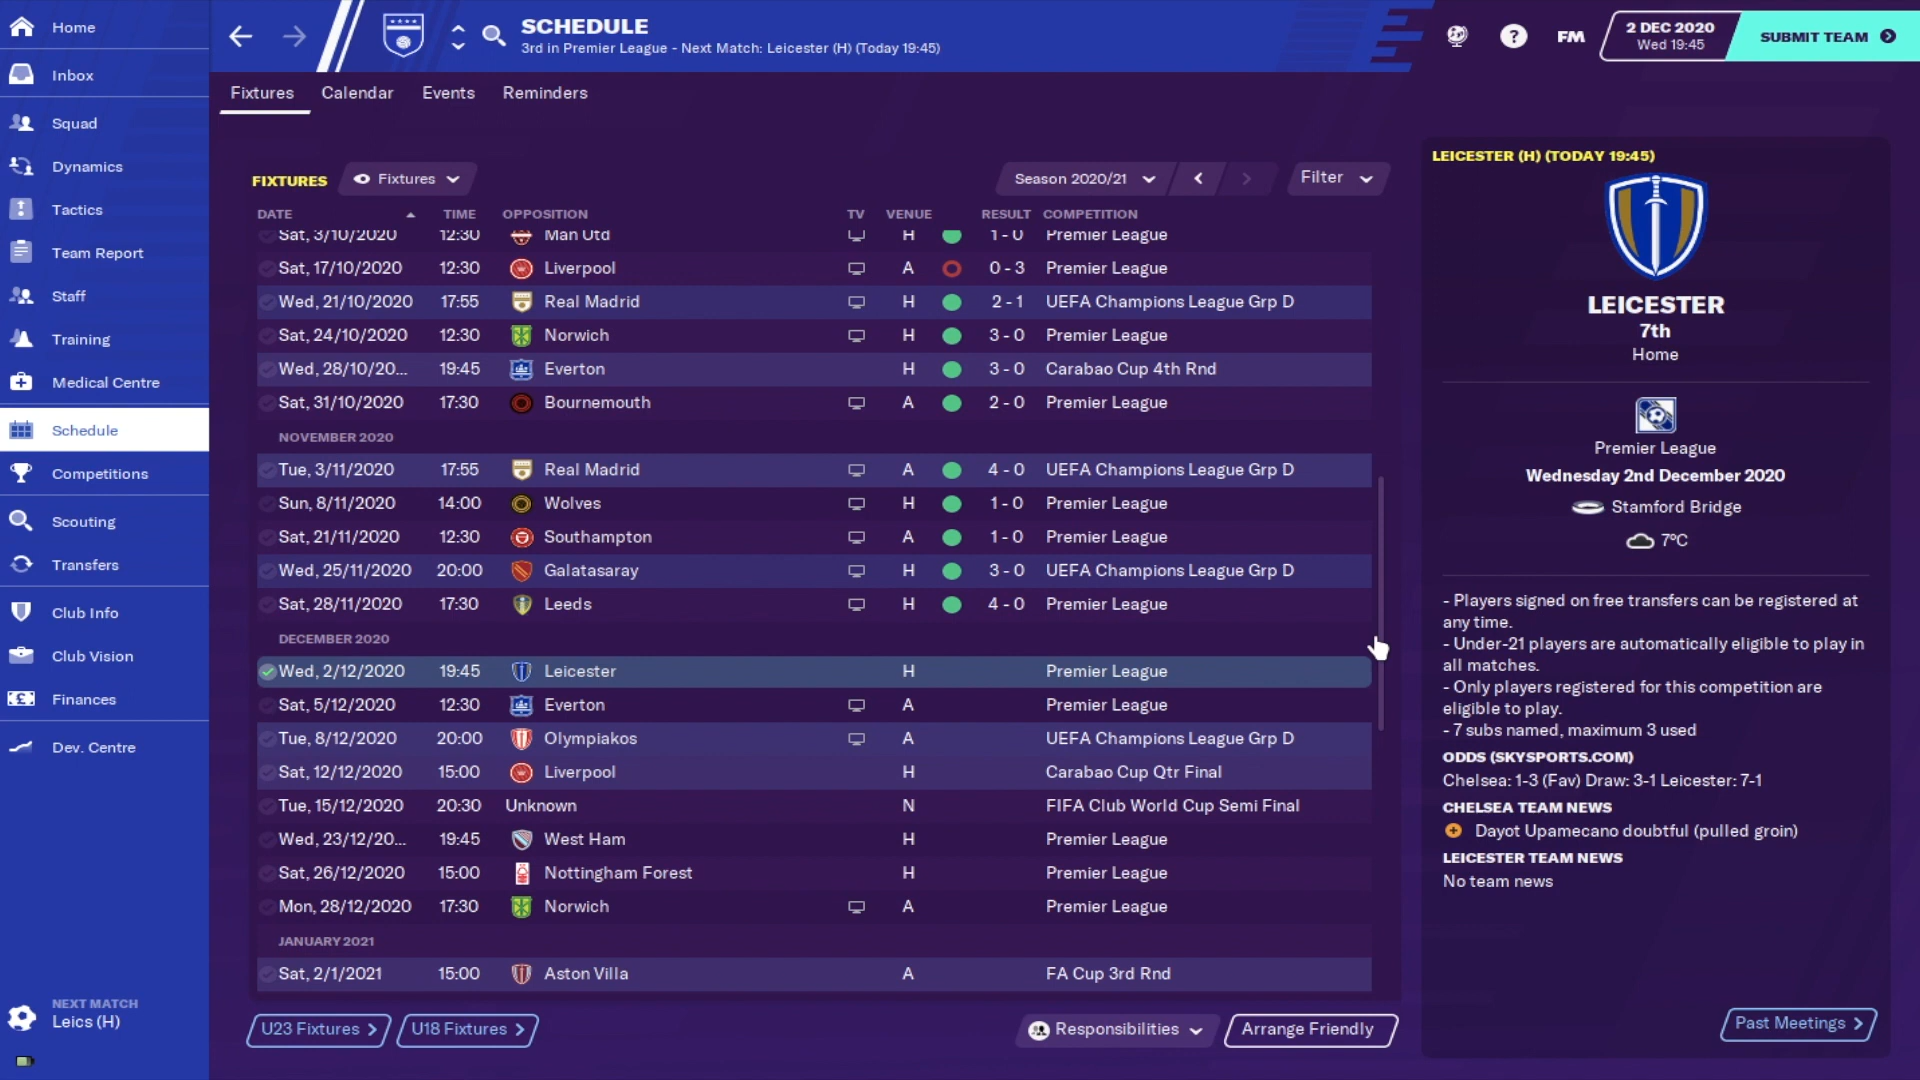 Home
Inbox
Squad
Dynamics
Tactics
Team Report
Staff
Training
Medical Centre
Schedule
Competitions
Scouting
Transfers
Club Info
Club Vision
Finances
Dev. Centre
NEXT MATCH
Leics (H)
SCHEDULE
3rd in Premier League - Next Match: Leicester (H) (Today 19:45)
? FM 2 DEC 2020
Wed 19:45
SUBMIT TEAM
Fixtures Calendar Events Reminders
FIXTURES Fixtures Season 2020/21 Filter
DATE TIME OPPOSITION TV VENUE RESULT COMPETITION
Sat, 3/10/2020 12:30 Man Utd H 1 - 0 Premier League
Sat, 17/10/2020 12:30 Liverpool A 0 - 3 Premier League
Wed, 21/10/2020 17:55 Real Madrid H 2 - 1 UEFA Champions League Grp D
Sat, 24/10/2020 12:30 Norwich H 3 - 0 Premier League
Wed, 28/10/20... 19:45 Everton H 3 - 0 Carabao Cup 4th Rnd
Sat, 31/10/2020 17:30 Bournemouth A 2 - 0 Premier League
NOVEMBER 2020
Tue, 3/11/2020 17:55 Real Madrid A 4 - 0 UEFA Champions League Grp D
Sun, 8/11/2020 14:00 Wolves H 1 - 0 Premier League
Sat, 21/11/2020 12:30 Southampton A 1 - 0 Premier League
Wed, 25/11/2020 20:00 Galatasaray H 3 - 0 UEFA Champions League Grp D
Sat, 28/11/2020 17:30 Leeds H 4 - 0 Premier League
DECEMBER 2020
Wed, 2/12/2020 19:45 Leicester H Premier League
Sat, 5/12/2020 12:30 Everton A Premier League
Tue, 8/12/2020 20:00 Olympiakos A UEFA Champions League Grp D
Sat, 12/12/2020 15:00 Liverpool H Carabao Cup Qtr Final
Tue, 15/12/2020 20:30 Unknown N FIFA Club World Cup Semi Final
Wed, 23/12/20... 19:45 West Ham H Premier League
Sat, 26/12/2020 15:00 Nottingham Forest H Premier League
Mon, 28/12/2020 17:30 Norwich A Premier League
JANUARY 2021
Sat, 2/1/2021 15:00 Aston Villa A FA Cup 3rd Rnd
U23 Fixtures U18 Fixtures Responsibilities Arrange Friendly
LEICESTER (H) (TODAY 19:45)
LEICESTER
7th
Home
Premier League
Wednesday 2nd December 2020
Stamford Bridge
7°C
- Players signed on free transfers can be registered at
any time.
- Under-21 players are automatically eligible to play in
all matches.
- Only players registered for this competition are
eligible to play.
- 7 subs named, maximum 3 used
ODDS (SKYSPORTS.COM)
Chelsea: 1-3 (Fav) Draw: 3-1 Leicester: 7-1
CHELSEA TEAM NEWS
Dayot Upamecano doubtful (pulled groin)
LEICESTER TEAM NEWS
No team news
Past Meetings